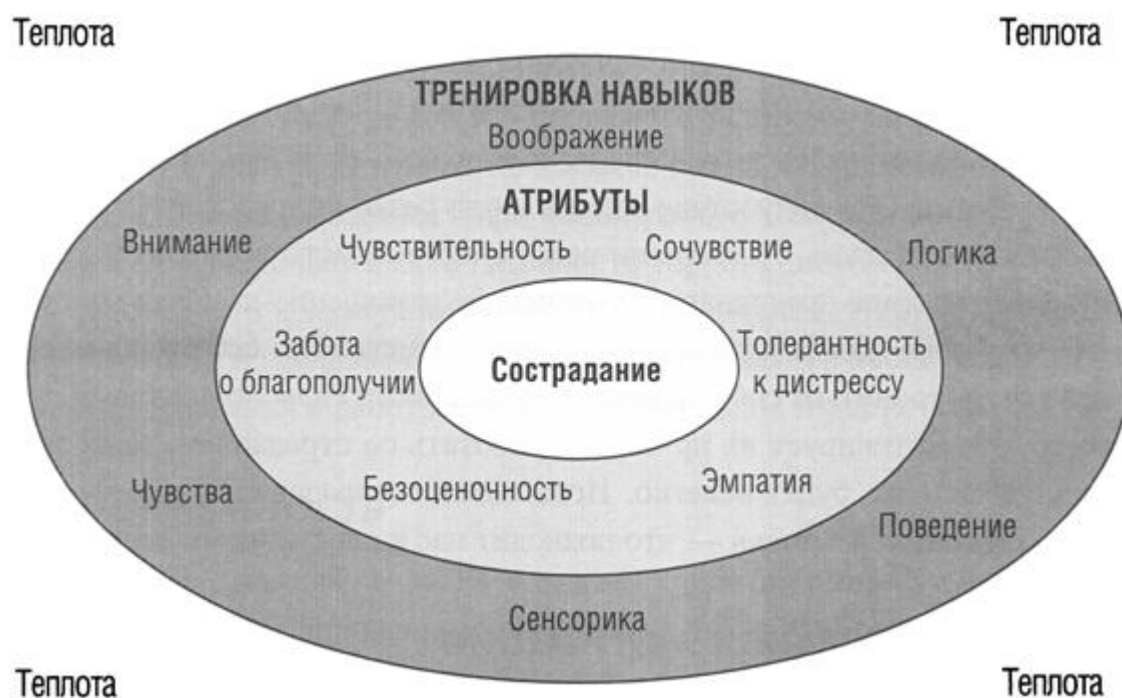 Теплота
Теплота
ТРЕНИРОВКА НАВЫКОВ
Воображение
АТРИБУТЫ
Внимание
Чувствительность
Сочувствие
Логика
Забота
о благополучии
Сострадание
Толерантность
к дистрессу
Чувства
Безоценочность
Эмпатия
Поведение
Сенсорика
Теплота
Теплота